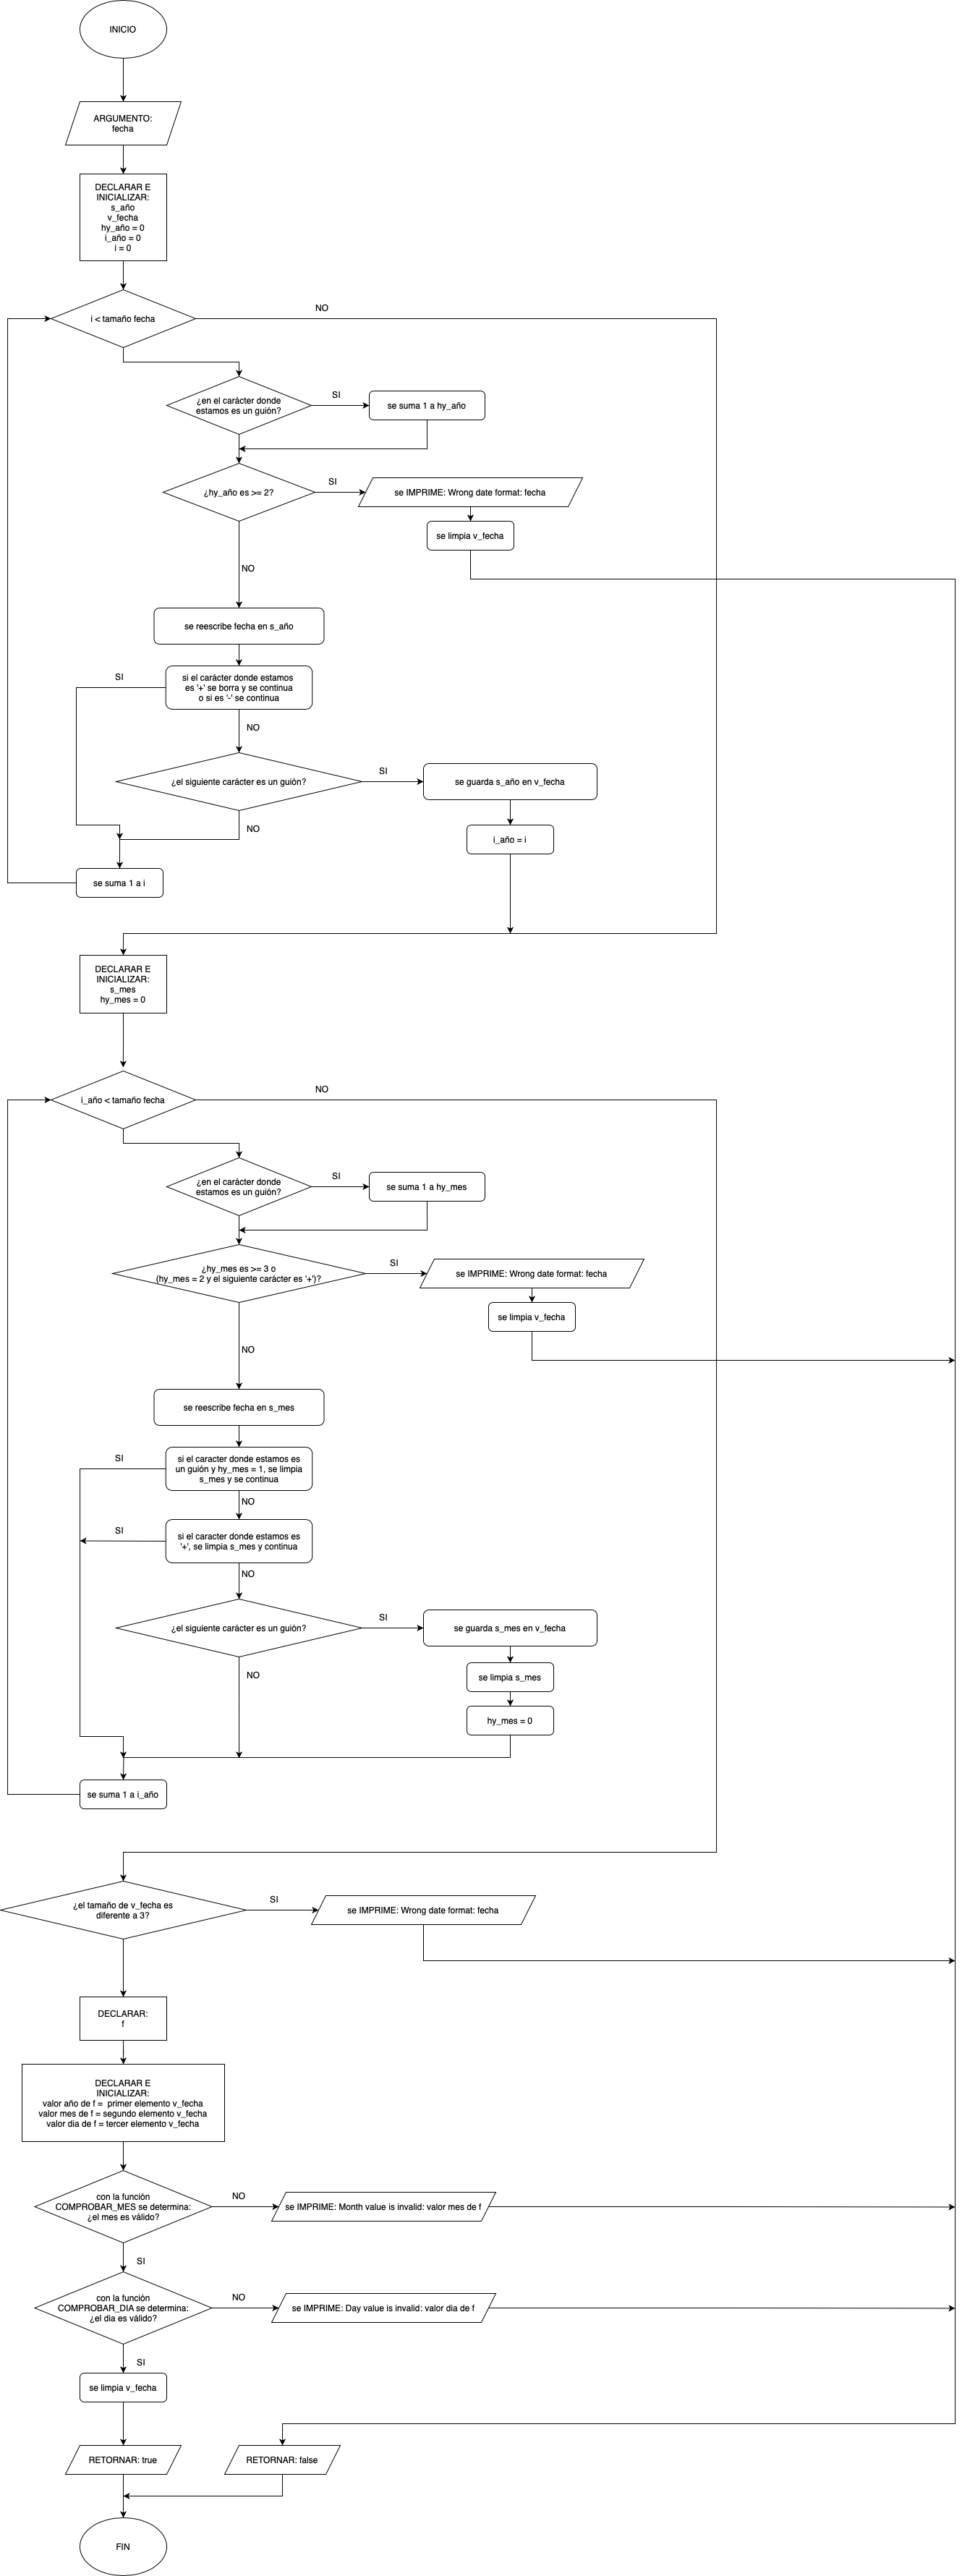 INICIO
ARGUMENTO:
fecha
DECLARAR E
INICIALIZAR:
s_año
v_fecha
hy_año = 0
i_año = 0
i = 0
i < tamaño fecha
NO
¿en el carácter donde
estamos es un guión?
SI
se suma 1 a hy_año
¿hy_año es >= 2?
SI
se IMPRIME: Wrong date format: fecha
se limpia v_fecha
NO
se reescribe fecha en s_año
si el carácter donde estamos
es '+' se borra y se continua
o si es '-' se continua
SI
NO
¿el siguiente carácter es un guión?
SI
se guarda s_año en v_fecha
NO
i_año = i
se suma 1 a i
DECLARAR E
INICIALIZAR:
s_mes
hy_mes = 0
i_año < tamaño fecha
NO
¿en el carácter donde
estamos es un guión?
SI
se suma 1 a hy_mes
¿hy_mes es >= 3 o
(hy_mes = 2 y el siguiente carácter es '+')?
SI
se IMPRIME: Wrong date format: fecha
se limpia v_fecha
NO
se reescribe fecha en s_mes
si el caracter donde estamos es
un guión y hy_mes = 1, se limpia
s_mes y se continua
SI
NO
si el caracter donde estamos es
'+', se limpia s_mes y continua
SI
NO
¿el siguiente carácter es un guión?
SI
se guarda s_mes en v_fecha
NO
se limpia s_mes
hy_mes = 0
se suma 1 a i_año
¿el tamaño de v_fecha es
diferente a 3?
SI
se IMPRIME: Wrong date format: fecha
DECLARAR:
f
DECLARAR E
INICIALIZAR:
valor año de f = primer elemento v_fecha
valor mes de f = segundo elemento v_fecha
valor dia de f = tercer elemento v_fecha
con la función
COMPROBAR_MES se determina:
¿el mes es válido?
NO
se IMPRIME: Month value is invalid: valor mes de f
SI
con la función
COMPROBAR_DIA se determina:
¿el dia es válido?
NO
se IMPRIME: Day value is invalid: valor dia de f
SI
se limpia v_fecha
RETORNAR: true
RETORNAR: false
FIN